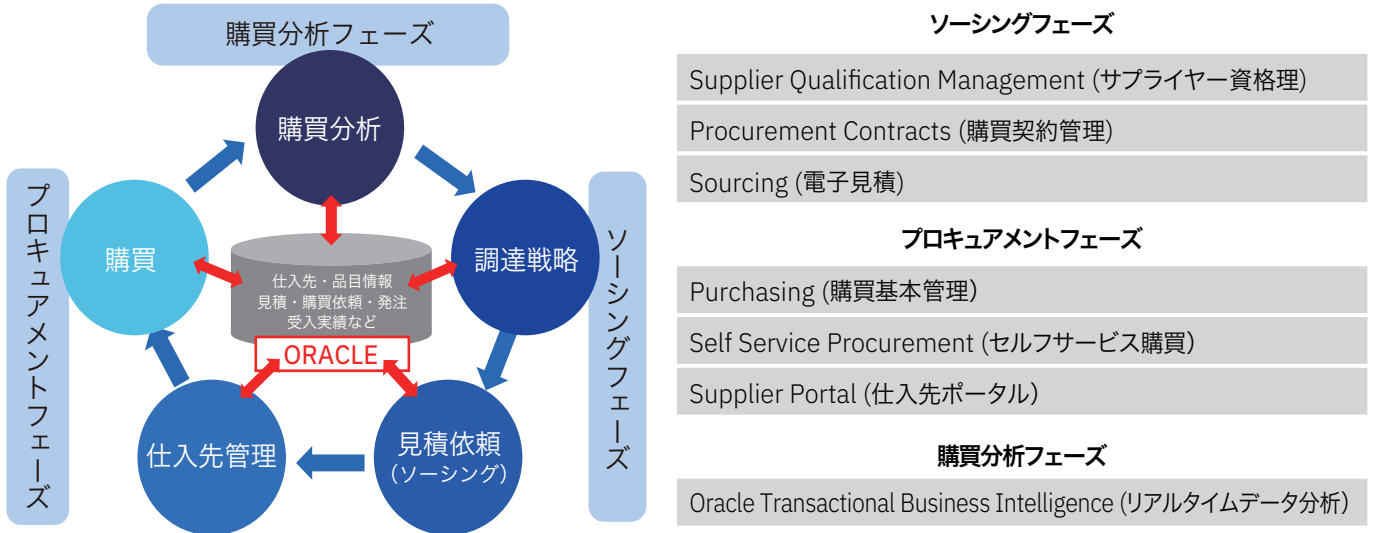 購買分析フェーズ
購買分析
プロキュアメントフェーズ
購買
調達戦略
ソーシングフェーズ
仕入先・品目情報
見積・購買依頼・発注
受入実績など
ORACLE
仕入先管理
見積依頼
(ソーシング)
ソーシングフェーズ
Supplier Qualification Management (サプライヤー資格理)
Procurement Contracts (購買契約管理)
Sourcing (電子見積)
プロキュアメントフェーズ
Purchasing (購買基本管理)
Self Service Procurement (セルフサービス購買)
Supplier Portal (仕入先ポータル)
購買分析フェーズ
Oracle Transactional Business Intelligence (リアルタイムデータ分析)